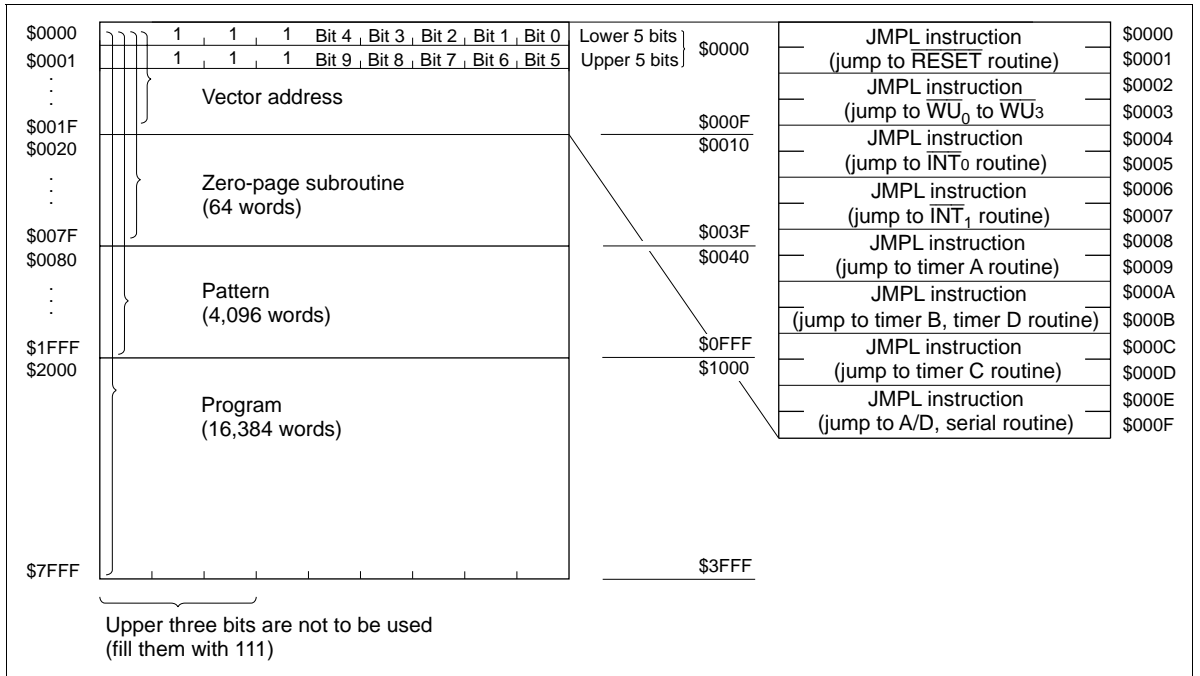 $0000 1 1 1 Bit 4 Bit 3 Bit 2 Bit 1 Bit 0 Lower 5 bits
$0001 1 1 1 Bit 9 Bit 8 Bit 7 Bit 6 Bit 5 Upper 5 bits
$0000
Vector address
$001F
$000F
$0020
$0010
Zero-page subroutine
(64 words)
$007F
$003F
$0080
$0040
Pattern
(4,096 words)
$1FFF
$0FFF
$2000
$1000
Program
(16,384 words)
$7FFF
$3FFF
Upper three bits are not to be used
(fill them with 111)
JMPL instruction $0000
(jump to RESET routine) $0001
JMPL instruction $0002
(jump to WU0 to WU3 $0003
JMPL instruction $0004
(jump to INT0 routine) $0005
JMPL instruction $0006
(jump to INT1 routine) $0007
JMPL instruction $0008
(jump to timer A routine) $0009
JMPL instruction $000A
(jump to timer B, timer D routine) $000B
JMPL instruction $000C
(jump to timer C routine) $000D
JMPL instruction $000E
(jump to A/D, serial routine) $000F